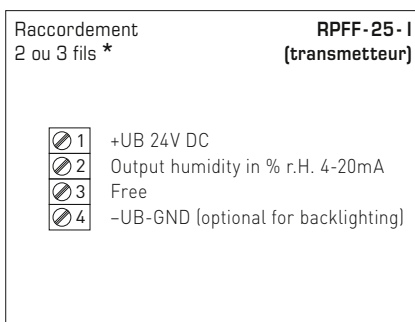 Raccordement RPFF-25-I
2 ou 3 fils * (transmetteur)
1 +UB 24V DC
2 Output humidity in % r.H. 4-20mA
3 Free
4 –UB-GND (optional for backlighting)